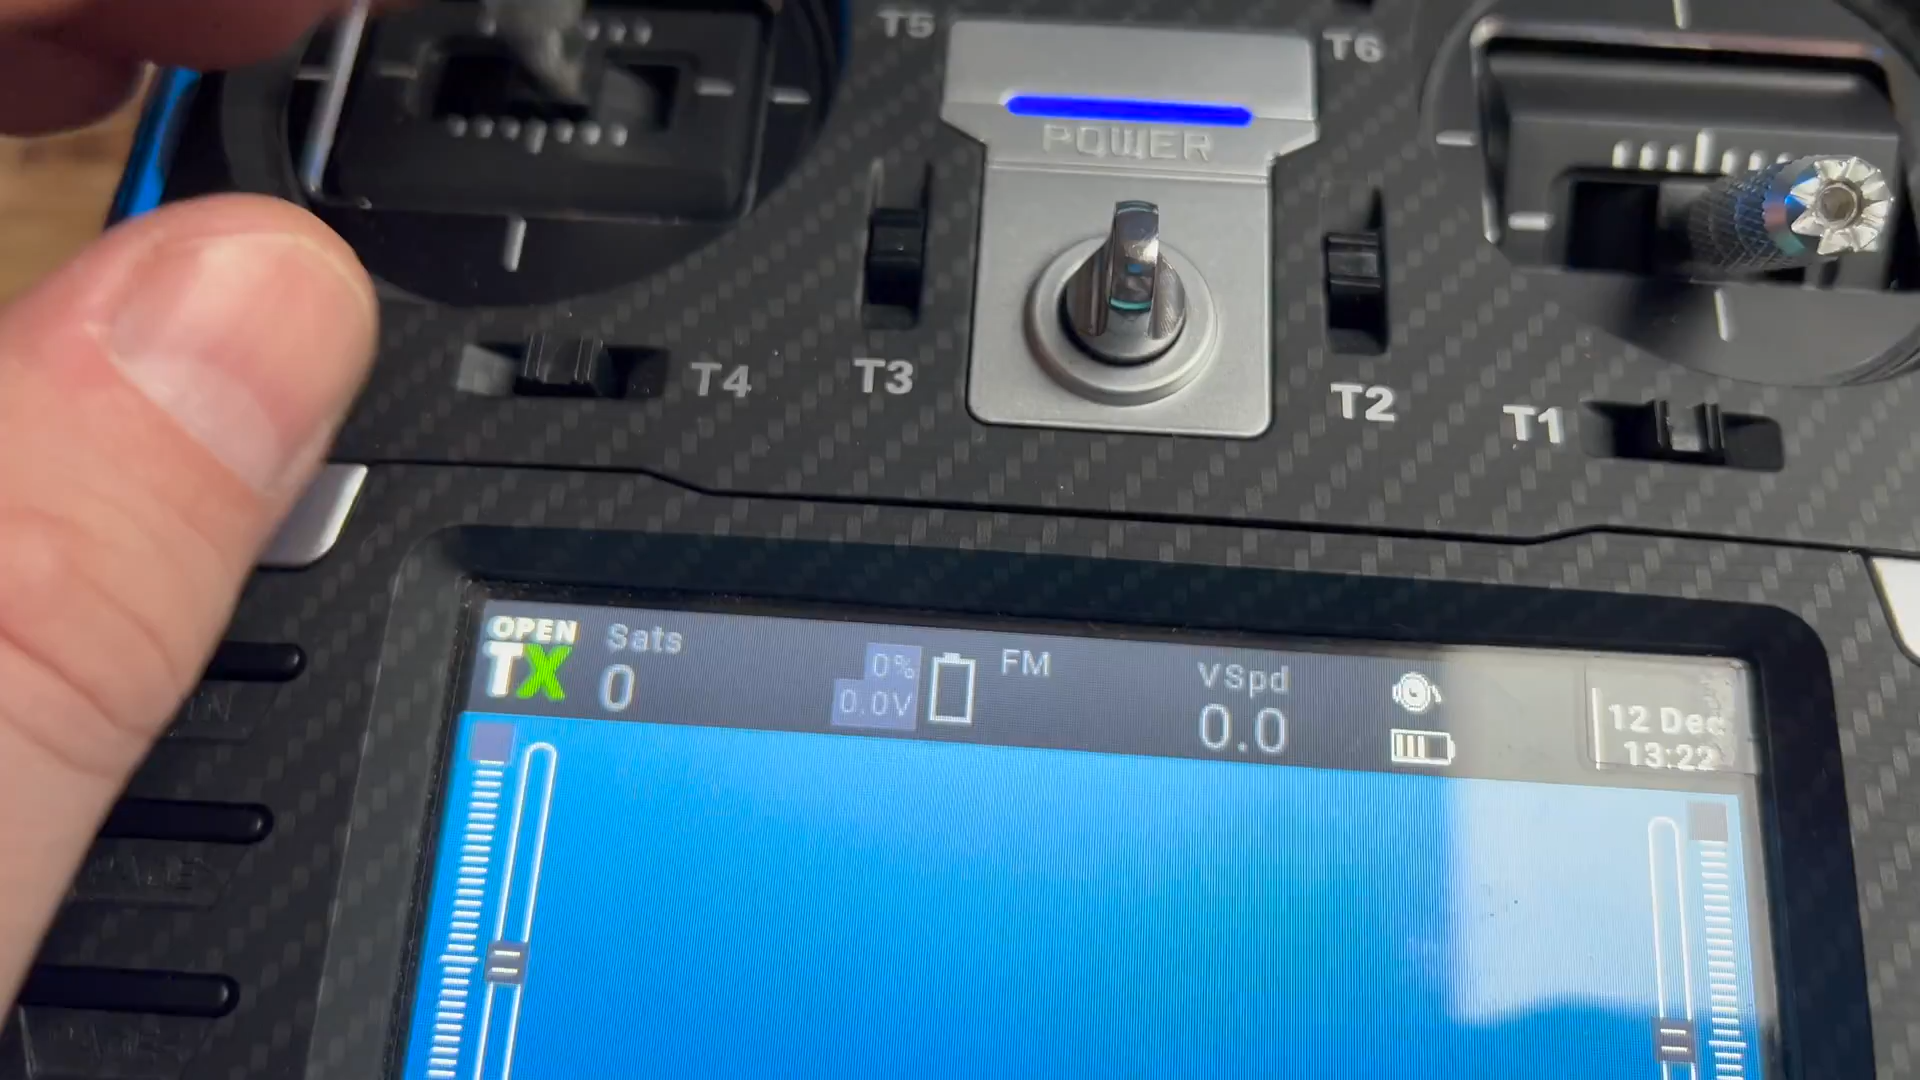 T5
T6
POWER
T4
T3
T2
T1
OPEN
TX
Sats
0
0%
0.0V
FM
VSpd
0.0
12 Dec
13:22